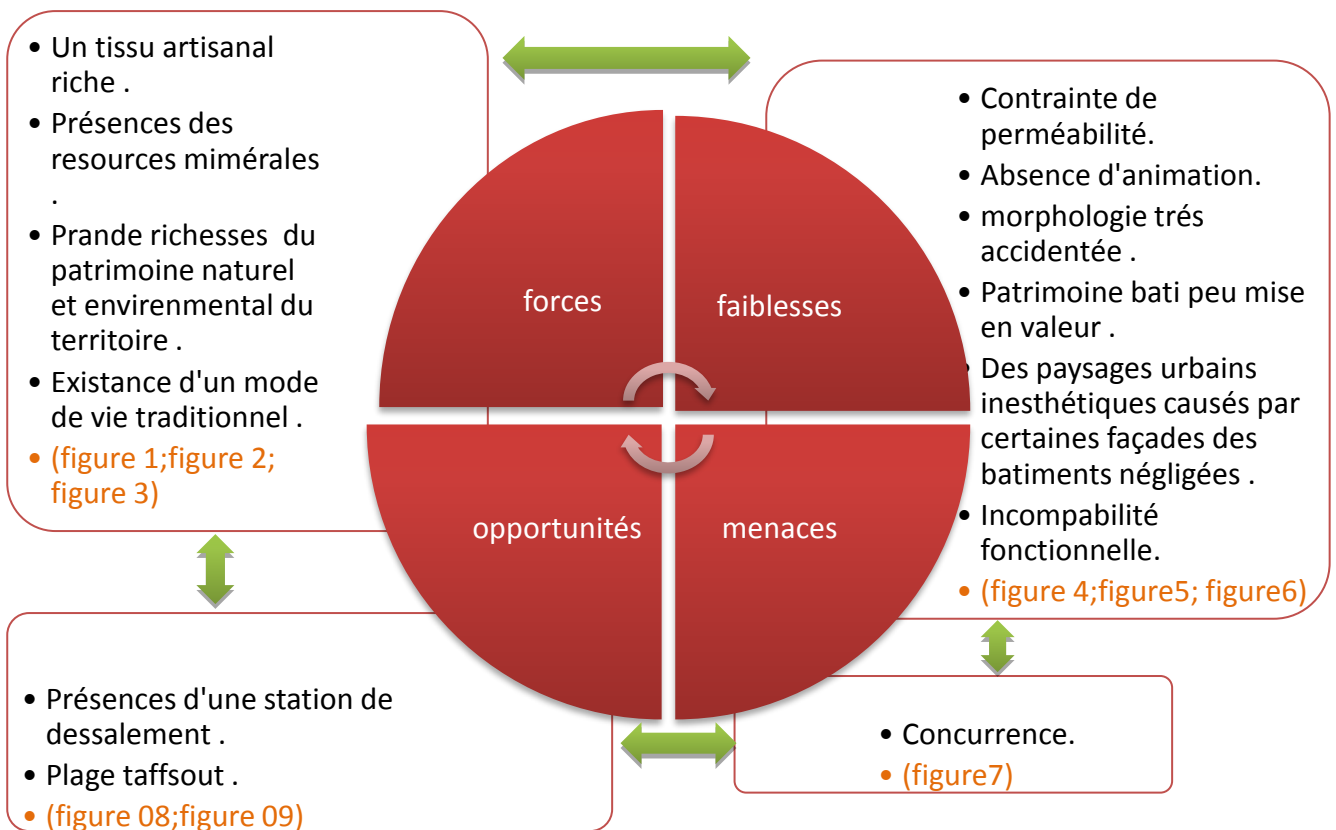 • Un tissu artisanal
riche .
• Présences des
resources mimérales
.
• Prande richesses du
patrimoine naturel
et envirenmental du
territoire .
• Existance d'un mode
de vie traditionnel .
• (figure 1;figure 2;
figure 3)
• Contrainte de
perméabilité.
• Absence d'animation.
• morphologie trés
accidentée .
• Patrimoine bati peu mise
en valeur .
• Des paysages urbains
inesthétiques causés par
certaines façades des
batiments négligées .
• Incompabilité
fonctionnelle.
• (figure 4;figure5; figure6)
forces
faiblesses
opportunités
menaces
• Présences d'une station de
dessalement .
• Plage taffsout .
• (figure 08;figure 09)
• Concurrence.
• (figure7)